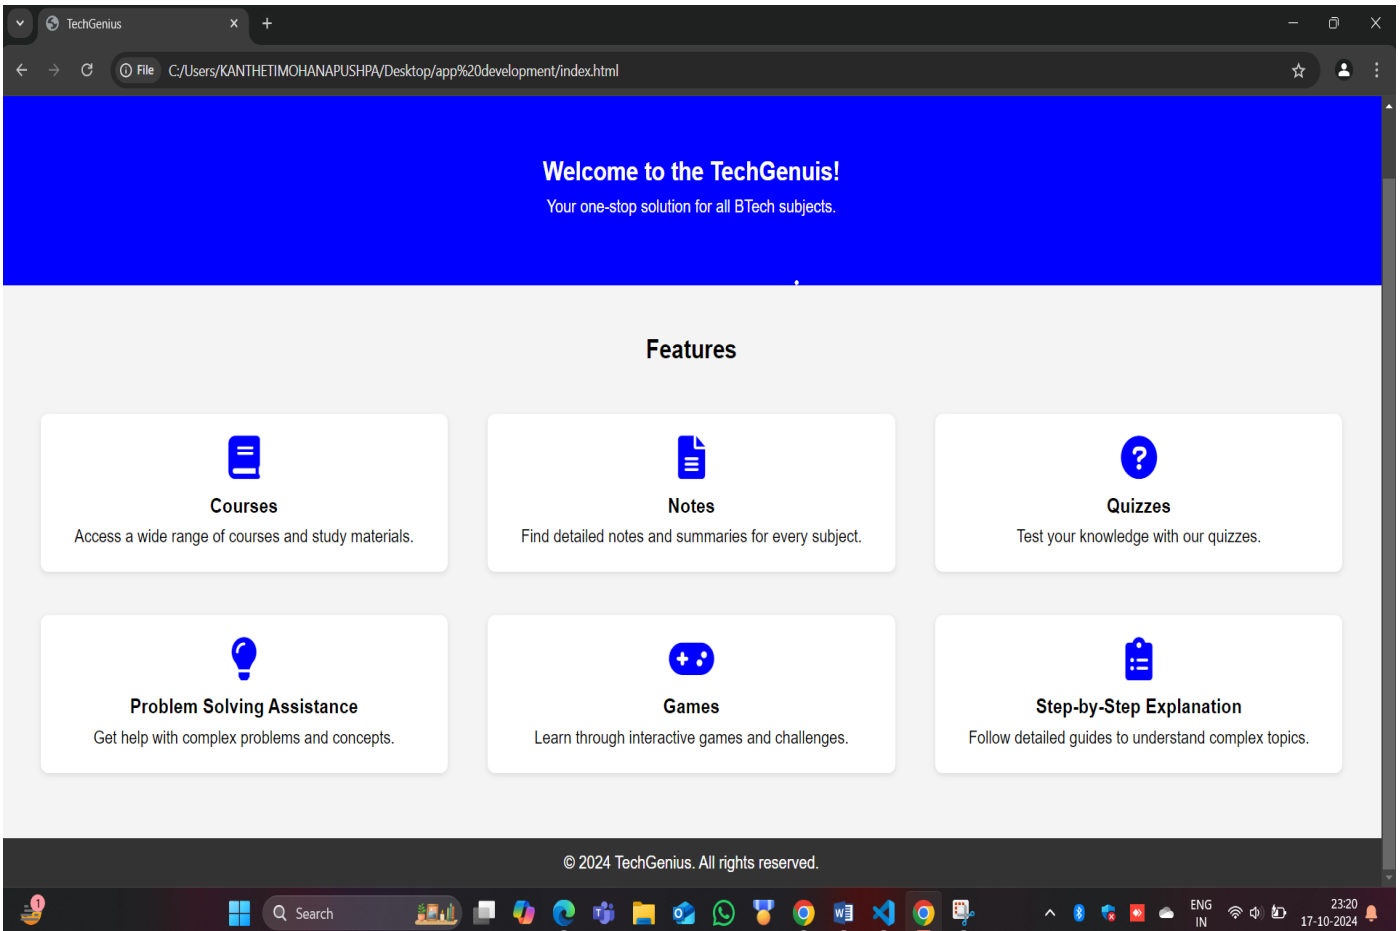 TechGenius
File C:/Users/KANTHETIMOHANAPUSHPA/Desktop/app%20development/index.html
Welcome to the TechGenuis!
Your one-stop solution for all BTech subjects.
Features
Courses
Access a wide range of courses and study materials.
Notes
Find detailed notes and summaries for every subject.
Quizzes
Test your knowledge with our quizzes.
Problem Solving Assistance
Get help with complex problems and concepts.
Games
Learn through interactive games and challenges.
Step-by-Step Explanation
Follow detailed guides to understand complex topics.
© 2024 TechGenius. All rights reserved.
1
Search
ENG
IN
23:20
17-10-2024